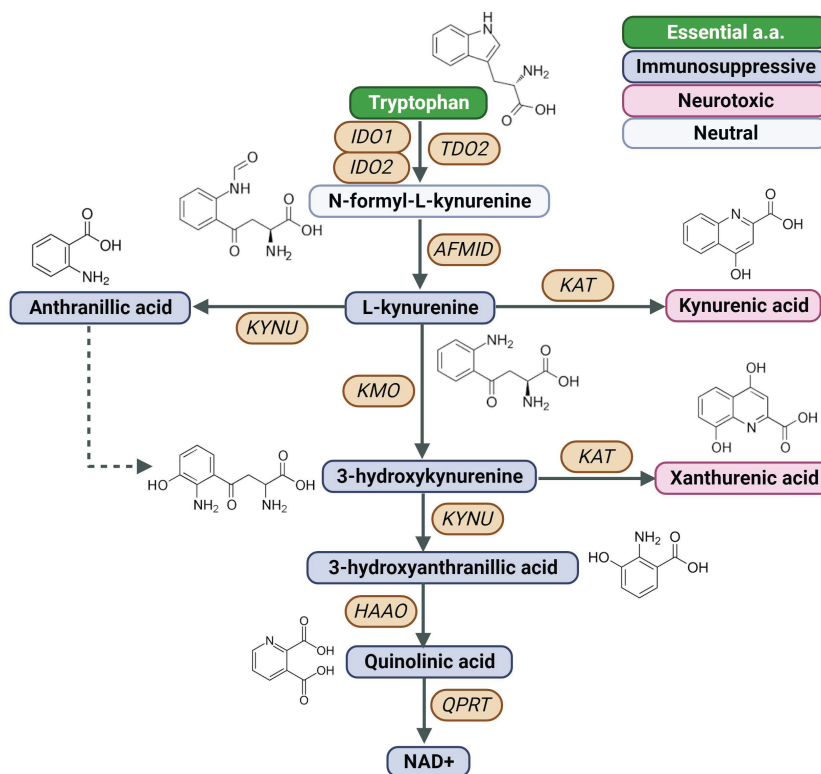 Essential a.a.
Immunosuppressive
Neurotoxic
Neutral
H
N
NH₂
OH
O
Tryptophan
IDO1
IDO2
TDO2
O
NH
O
OH
O
NH₂
N-formyl-L-kynurenine
AFMID
O
OH
NH₂
N
O
OH
OH
Anthranillic acid
KYNU
L-kynurenine
KAT
Kynurenic acid
NH₂
O
OH
O
NH₂
KMO
OH
N
OH
OH
O
HO
NH₂
O
O
OH
NH₂
3-hydroxykynurenine
KAT
Xanthurenic acid
KYNU
3-hydroxyanthranillic acid
NH₂
O
HO
OH
HAAO
N
O
OH
OH
O
Quinolinic acid
QPRT
NAD+